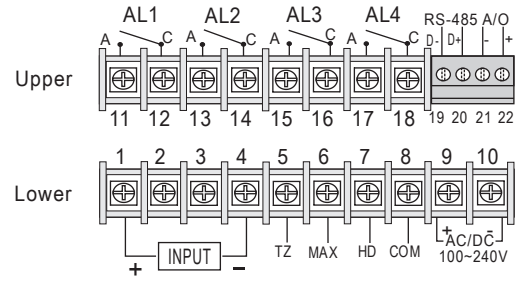 AL1 AL2 AL3 AL4 RS-485 A/O
A C A C A C A C D- D+ - +
Upper
11 12 13 14 15 16 17 18 19 20 21 22
1 2 3 4 5 6 7 8 9 10
Lower
+ INPUT - TZ MAX HD COM + AC/DC -
100~240V